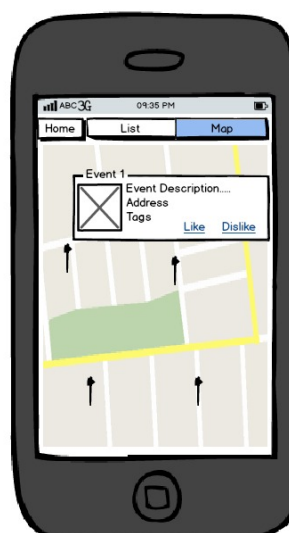 ABC 3G 09:35 PM
Home List Map
Event 1
Event Description.....
Address
Tags
Like Dislike